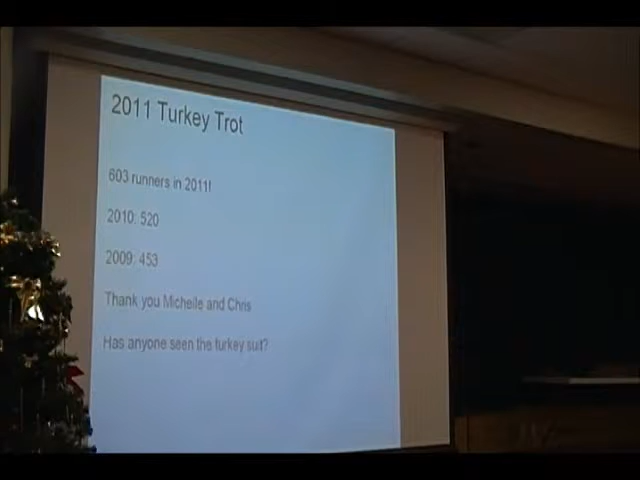 2011 Turkey Trot
603 runners in 2011!
2010: 520
2009: 453
Thank you Michelle and Chris
Has anyone seen the turkey suit?